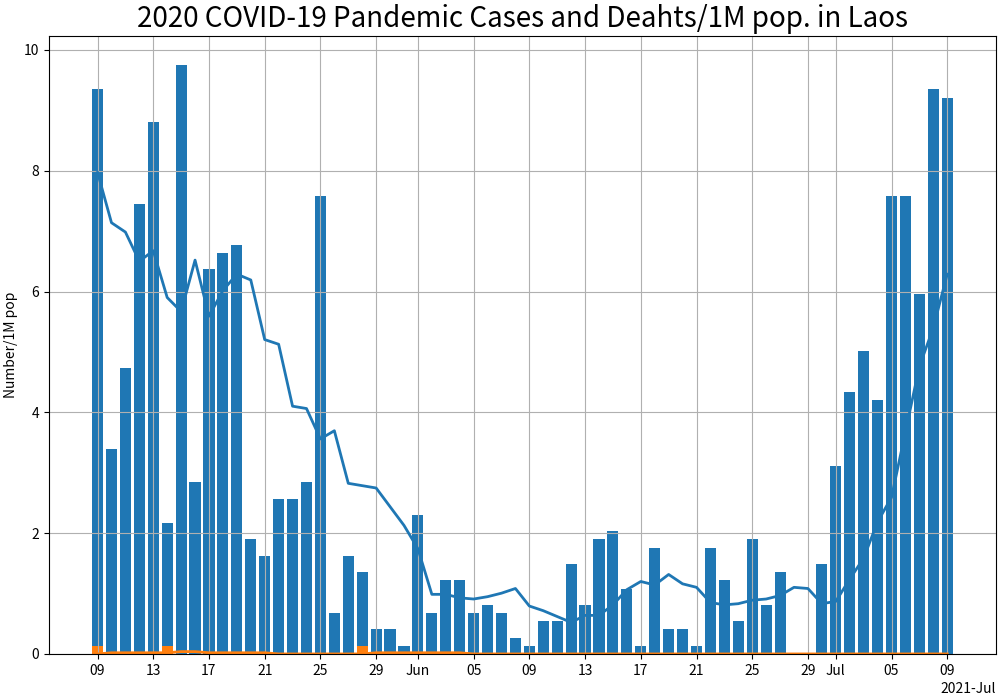 2020 COVID-19 Pandemic Cases and Deahts/1M pop. in Laos
Number/1M pop
10
8
6
4
2
0
09 13 17 21 25 29 Jun 05 09 13 17 21 25 29 Jul 05 09
2021-Jul